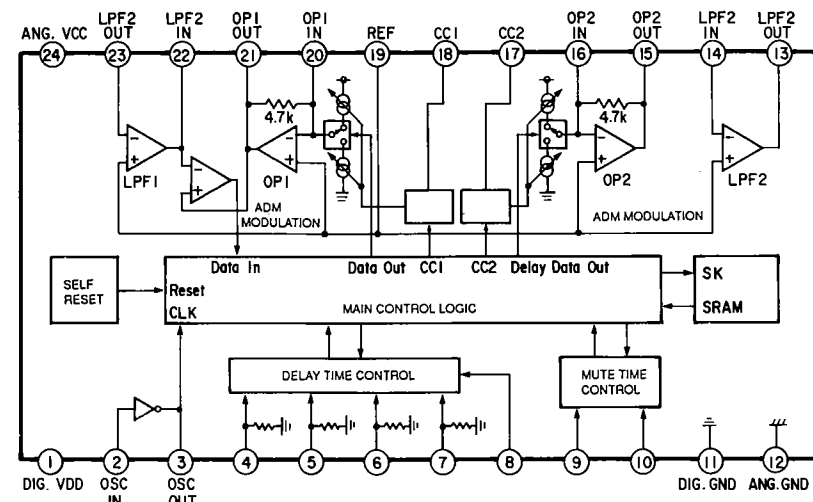 LPF2 OUT
LPF2 IN
OP1 OUT
OP1 IN
REF
CC1
CC2
OP2 IN
OP2 OUT
LPF2 IN
LPF2 OUT
ANG. VCC
24
23
22
21
20
19
18
17
16
15
14
13
4.7k
4.7k
LPF1
OP1
OP2
LPF2
ADM MODULATION
ADM MODULATION
Data In
Data Out
CC1
CC2
Delay Data Out
SELF RESET
Reset
CLK
MAIN CONTROL LOGIC
SK
SRAM
DELAY TIME CONTROL
MUTE TIME CONTROL
1
2
3
4
5
6
7
8
9
10
11
12
DIG. VDD
OSC IN
OSC OUT
DIG. GND
ANG.GND